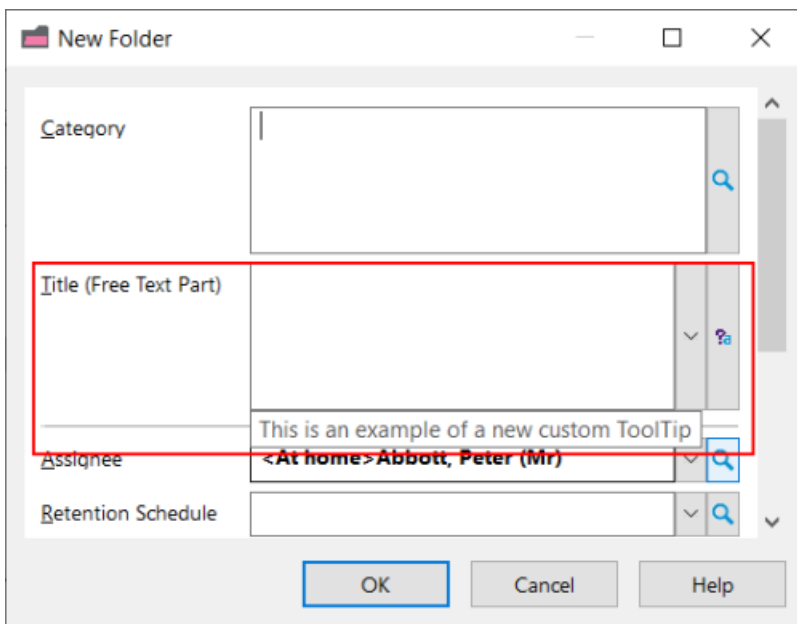 New Folder
Category
Title (Free Text Part)
This is an example of a new custom ToolTip
Assignee <At home>Abbott, Peter (Mr)
Retention Schedule
OK Cancel Help